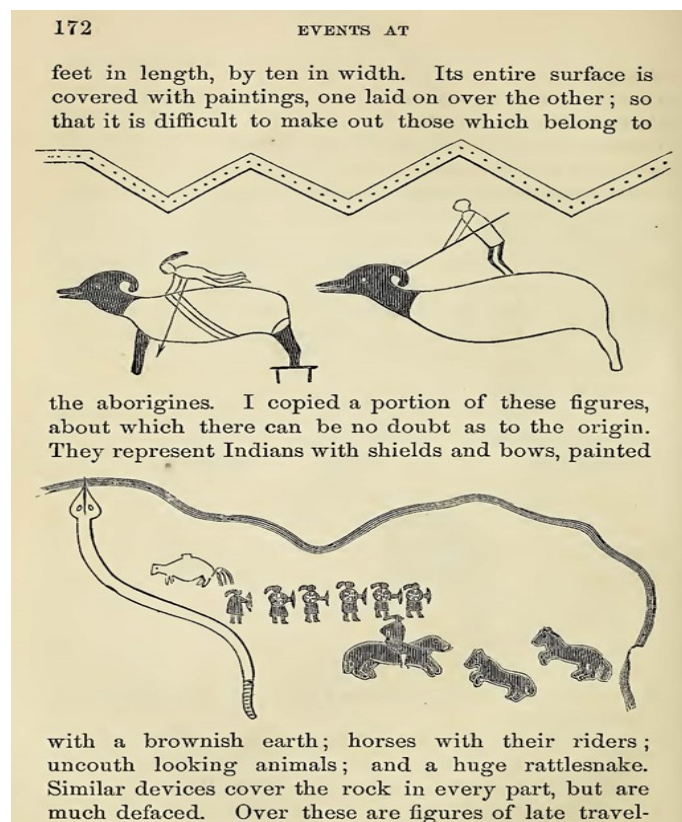 172
EVENTS AT
feet in length, by ten in width. Its entire surface is
covered with paintings, one laid on over the other; so
that it is difficult to make out those which belong to
the aborigines. I copied a portion of these figures,
about which there can be no doubt as to the origin.
They represent Indians with shields and bows, painted
with a brownish earth; horses with their riders;
uncouth looking animals; and a huge rattlesnake.
Similar devices cover the rock in every part, but are
much defaced. Over these are figures of late travel-